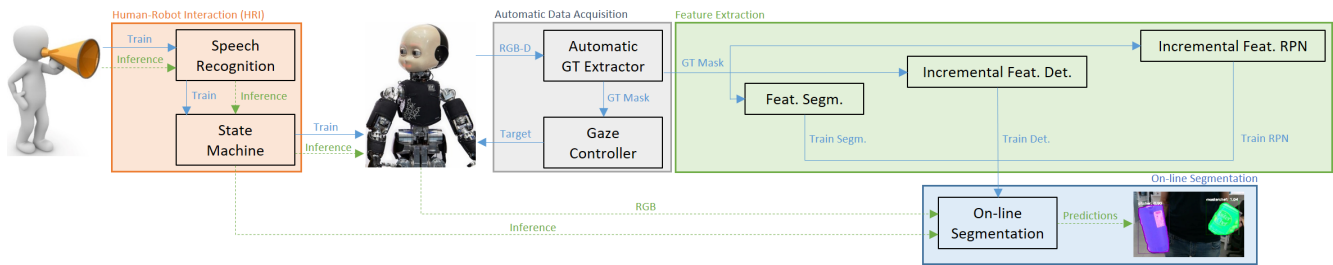 Human-Robot Interaction (HRI)
Train
Inference
Speech
Recognition
Train
Inference
State
Machine
Train
Inference
Automatic Data Acquisition
RGB-D
Automatic
GT Extractor
GT Mask
Target
Gaze
Controller
Feature Extraction
GT Mask
Incremental Feat. RPN
Incremental Feat. Det.
Feat. Segm.
Train Segm.
Train Det.
Train RPN
On-line Segmentation
RGB
Inference
On-line
Segmentation
Predictions